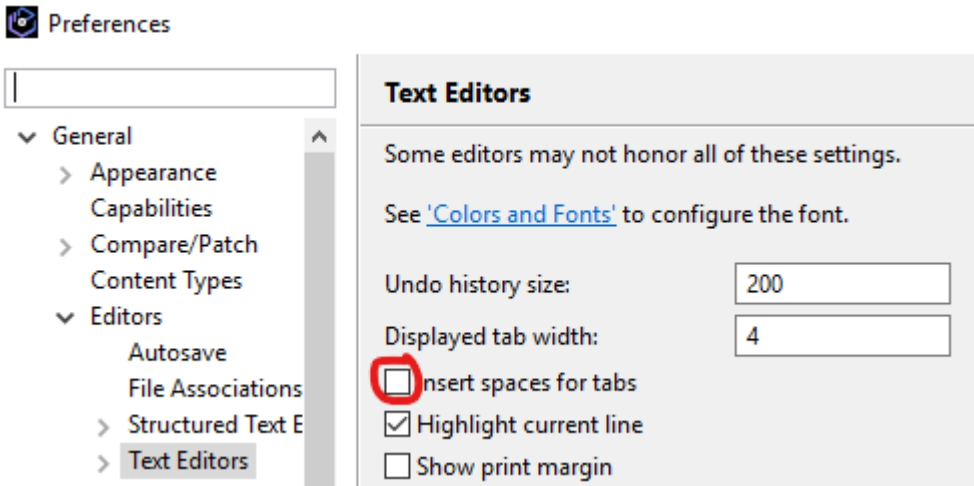 Preferences
General
Appearance
Capabilities
Compare/Patch
Content Types
Editors
Autosave
File Associations
Structured Text E
Text Editors
Text Editors
Some editors may not honor all of these settings.
See 'Colors and Fonts' to configure the font.
Undo history size: 200
Displayed tab width: 4
Insert spaces for tabs
Highlight current line
Show print margin